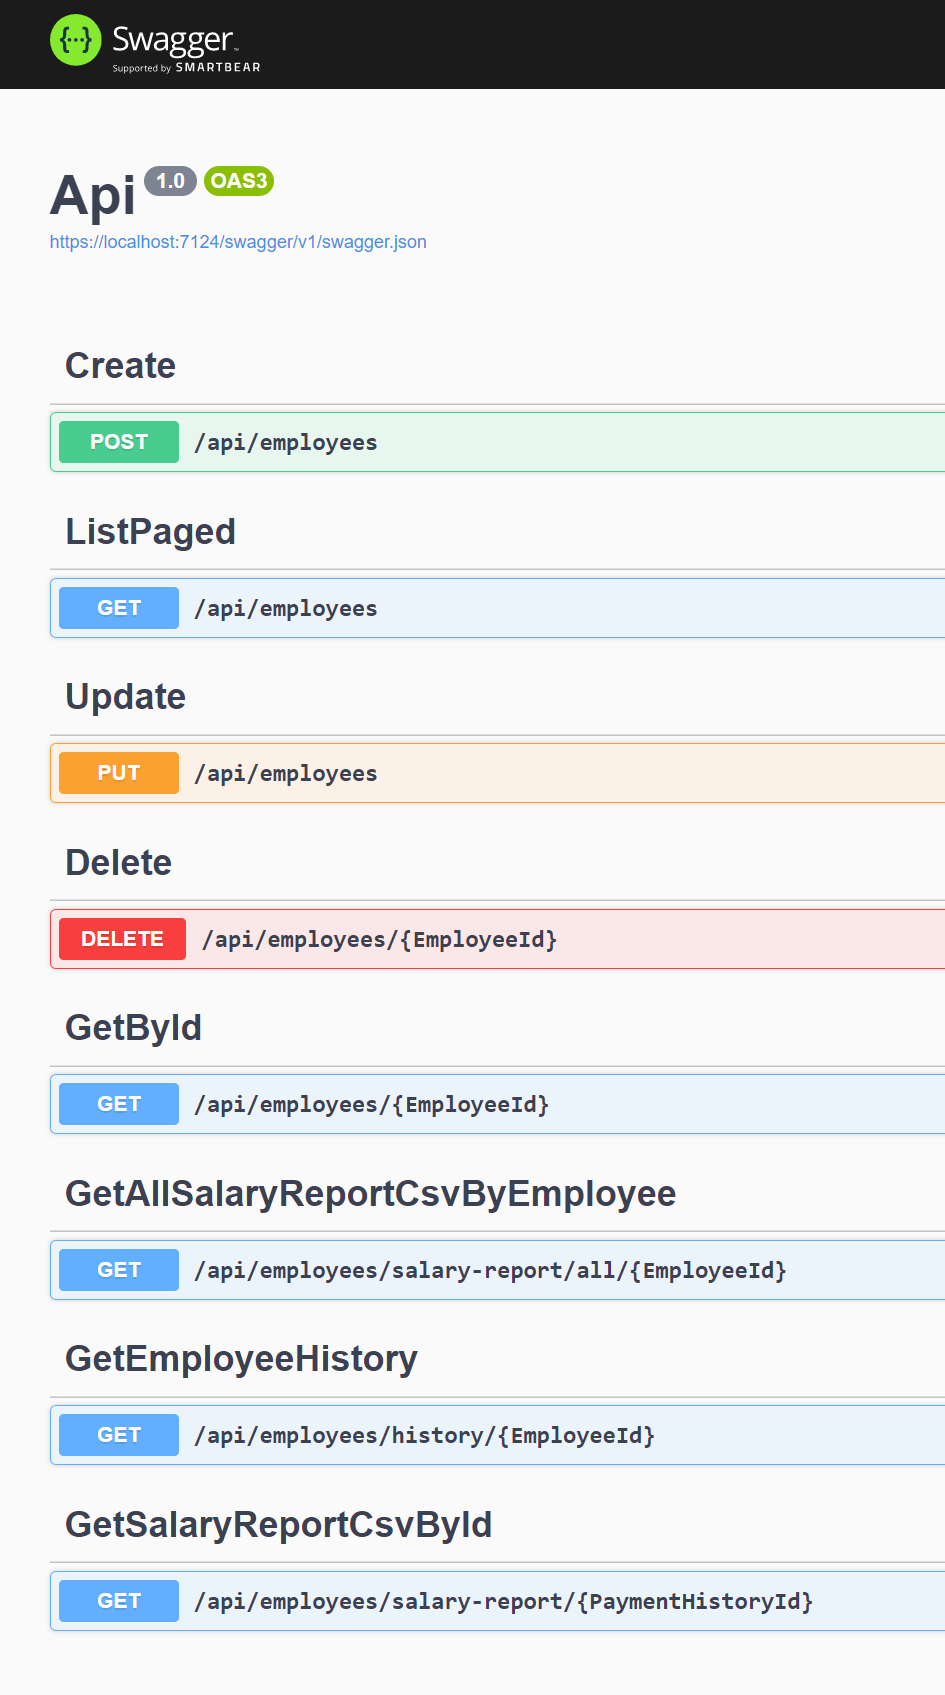 {···} Swagger™
Supported by SMARTBEAR
Api 1.0 OAS3
https://localhost:7124/swagger/v1/swagger.json
Create
POST /api/employees
ListPaged
GET /api/employees
Update
PUT /api/employees
Delete
DELETE /api/employees/{EmployeeId}
GetById
GET /api/employees/{EmployeeId}
GetAllSalaryReportCsvByEmployee
GET /api/employees/salary-report/all/{EmployeeId}
GetEmployeeHistory
GET /api/employees/history/{EmployeeId}
GetSalaryReportCsvById
GET /api/employees/salary-report/{PaymentHistoryId}